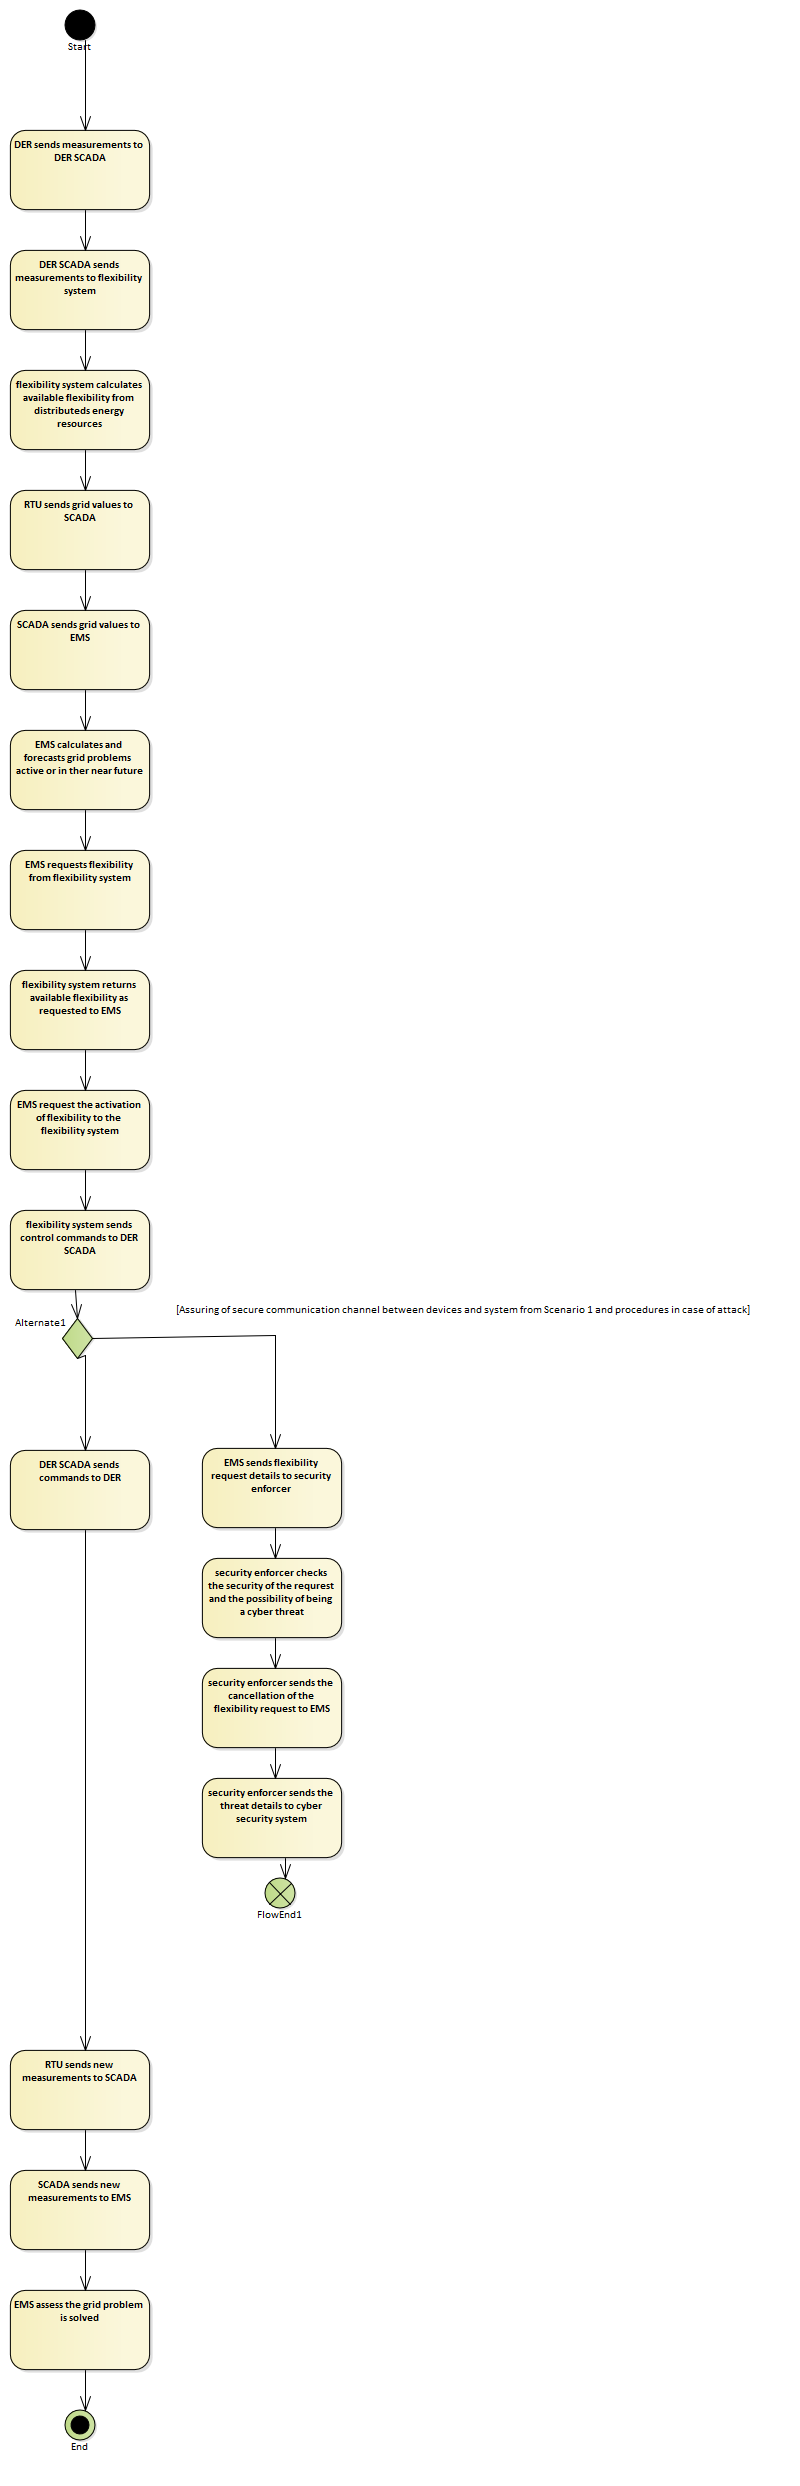 Start
DER sends measurements to
DER SCADA
DER SCADA sends
measurements to flexibility
system
flexibility system calculates
available flexibility from
distributeds energy
resources
RTU sends grid values to
SCADA
SCADA sends grid values to
EMS
EMS calculates and
forecasts grid problems
active or in ther near future
EMS requests flexibility
from flexibility system
flexibility system returns
available flexibility as
requested to EMS
EMS request the activation
of flexibility to the
flexibility system
flexibility system sends
control commands to DER
SCADA
[Assuring of secure communication channel between devices and system from Scenario 1 and procedures in case of attack]
Alternate1
DER SCADA sends
commands to DER
EMS sends flexibility
request details to security
enforcer
security enforcer checks
the security of the requrest
and the possibility of being
a cyber threat
security enforcer sends the
cancellation of the
flexibility request to EMS
security enforcer sends the
threat details to cyber
security system
FlowEnd1
RTU sends new
measurements to SCADA
SCADA sends new
measurements to EMS
EMS assess the grid problem
is solved
End